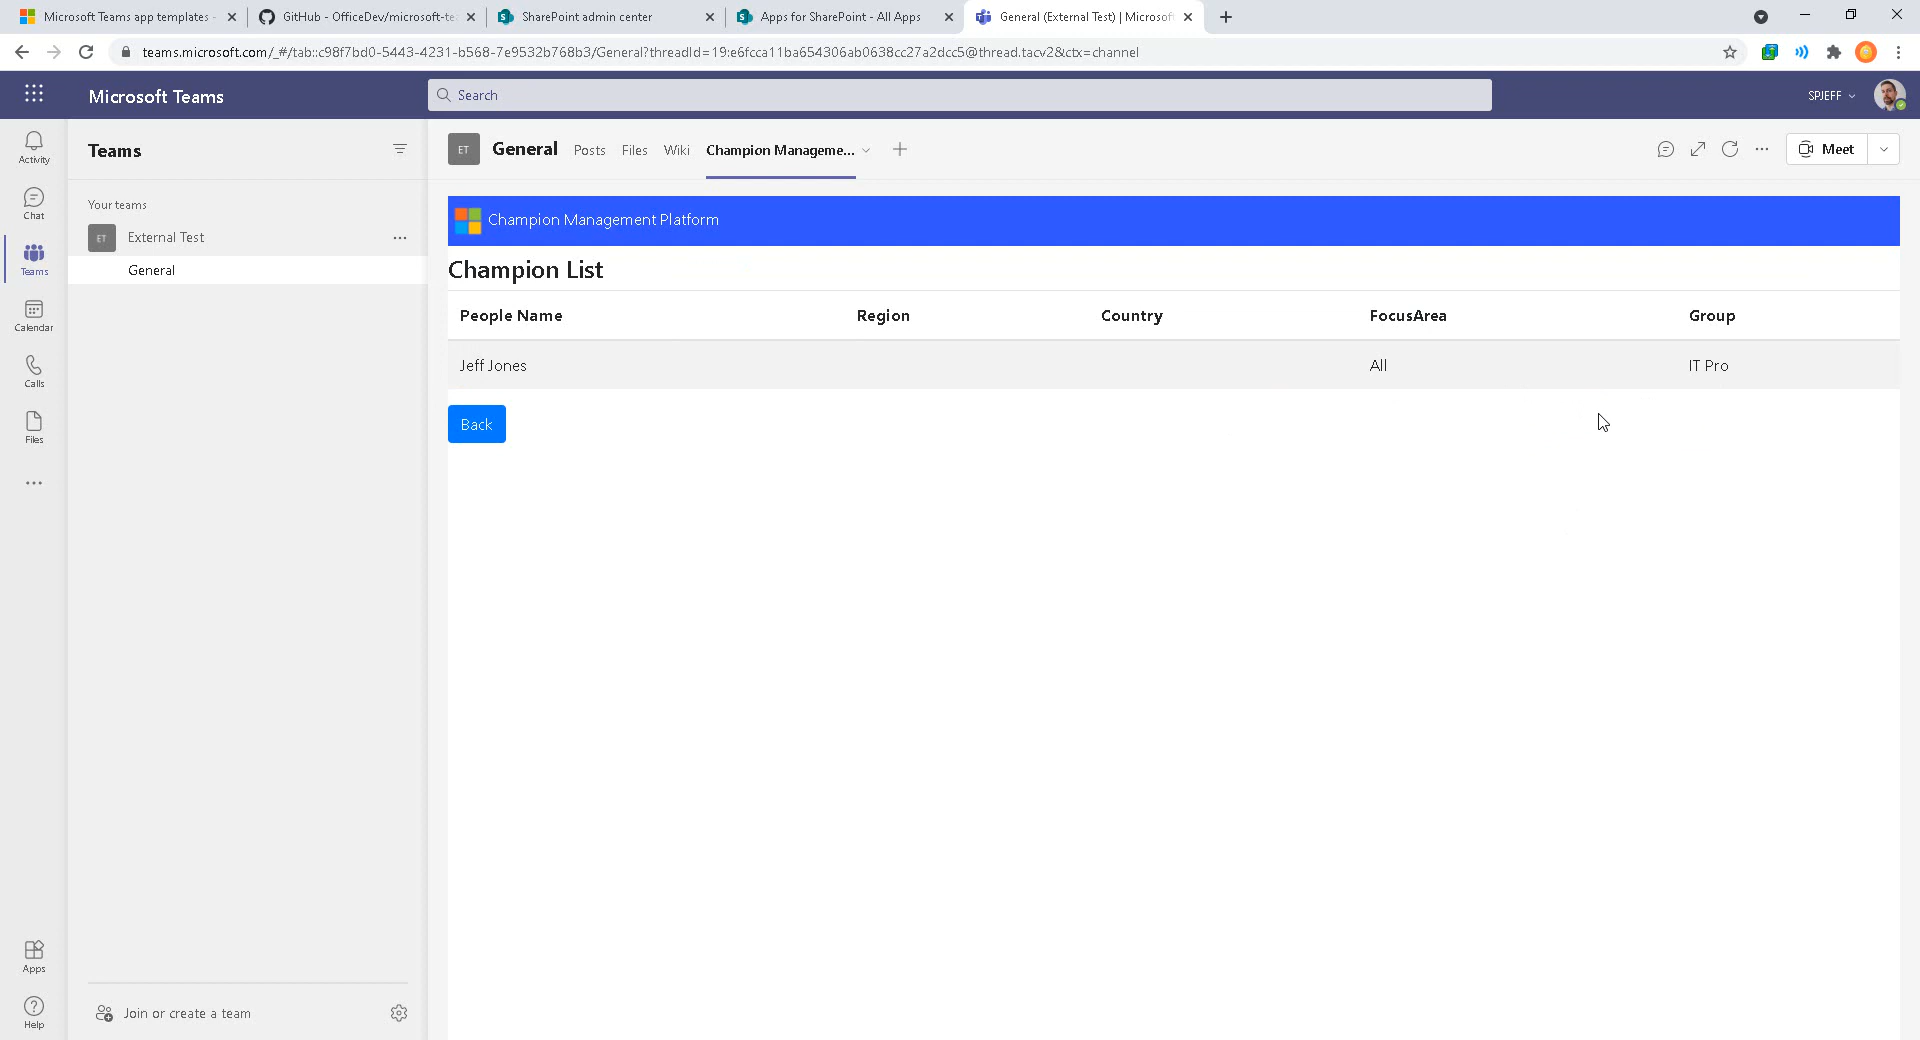 Microsoft Teams app templates -
GitHub - OfficeDev/microsoft-te
SharePoint admin center
Apps for SharePoint - All Apps
General (External Test) | Microsoft
teams.microsoft.com/_#/tab::c98f7bd0-5443-4231-b568-7e9532b768b3/General?threadId=19:e6fcca11ba654306ab0638cc27a2dcc5@thread.tacv2&ctx=channel
Microsoft Teams
Search
SPJEFF
Activity
Chat
Teams
Calendar
Calls
Files
Apps
Help
Teams
Your teams
ET
External Test
General
Join or create a team
ET
General
Posts
Files
Wiki
Champion Manageme...
Meet
Champion Management Platform
Champion List
People Name Region Country FocusArea Group
Jeff Jones All IT Pro
Back